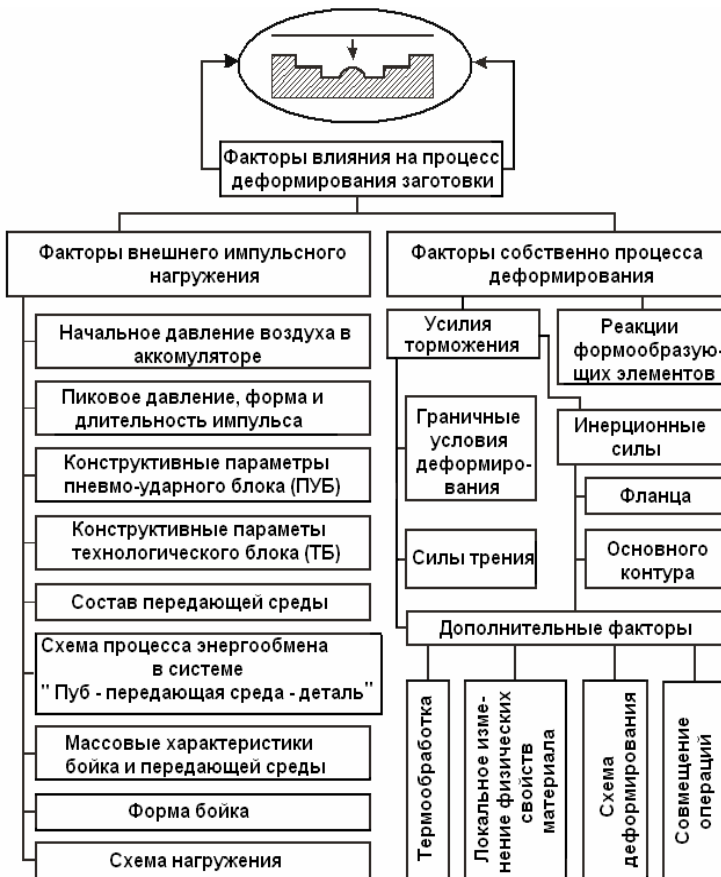 Факторы влияния на процесс
деформирования заготовки
Факторы внешнего импульсного
нагружения
Начальное давление воздуха в
аккомуляторе
Пиковое давление, форма и
длительность импульса
Конструктивные параметры
пневмо-ударного блока (ПУБ)
Конструктивные параметы
технологического блока (ТБ)
Состав передающей среды
Схема процесса энергообмена
в системе
" Пуб - передающая среда - деталь"
Массовые характеристики
бойка и передающей среды
Форма бойка
Схема нагружения
Факторы собственно процесса
деформирования
Усилия
торможения
Реакции
формообразую-
щих элементов
Граничные
условия
деформиро-
вания
Инерционные
силы
Фланца
Силы трения
Основного
контура
Дополнительные факторы
Термообработка
Локальное изме-
нение физических
свойств
материала
Схема
деформирования
Совмещение
операций